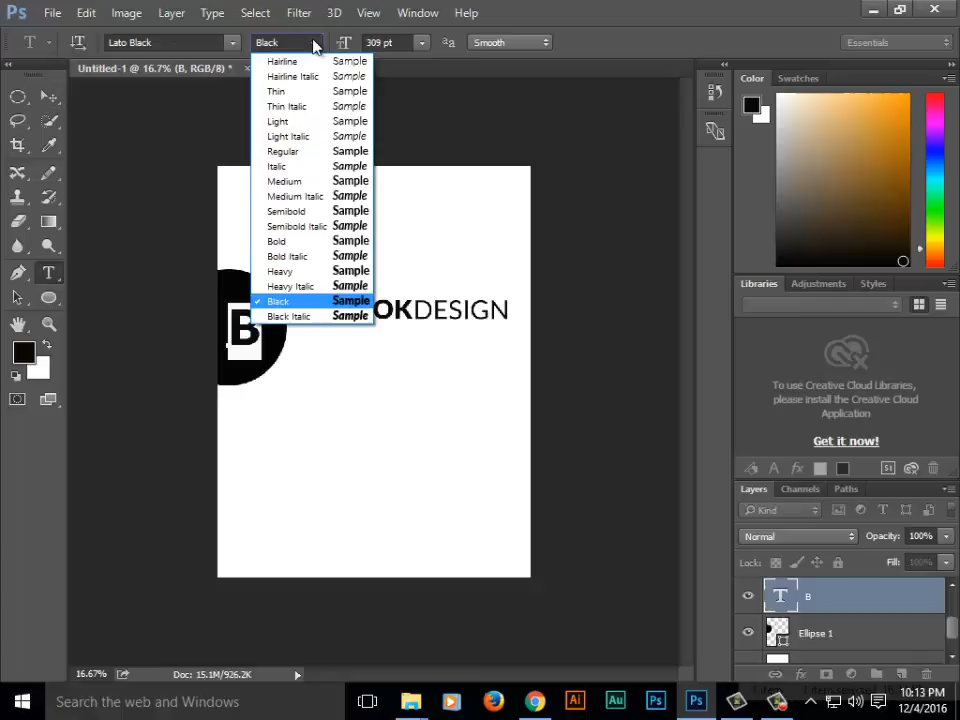 Ps File Edit Image Layer Type Select Filter 3D View Window Help
T Lato Black Black 309 pt aa Smooth Essentials
Untitled-1 @ 16.7% (B, RGB/8) *
Hairline Sample
Hairline Italic Sample
Thin Sample
Thin Italic Sample
Light Sample
Light Italic Sample
Regular Sample
Italic Sample
Medium Sample
Medium Italic Sample
Semibold Sample
Semibold Italic Sample
Bold Sample
Bold Italic Sample
Heavy Sample
Heavy Italic Sample
Black Sample
Black Italic Sample
B
OKDESIGN
Color Swatches
Libraries Adjustments Styles
To use Creative Cloud Libraries,
please install the Creative Cloud
Application
Get it now!
Layers Channels Paths
Kind
Normal Opacity: 100%
Lock: Fill: 100%
T B
Ellipse 1
16.67% Doc: 15.1M/926.2K
Search the web and Windows
Ai Au Ps Ps
10:13 PM
12/4/2016